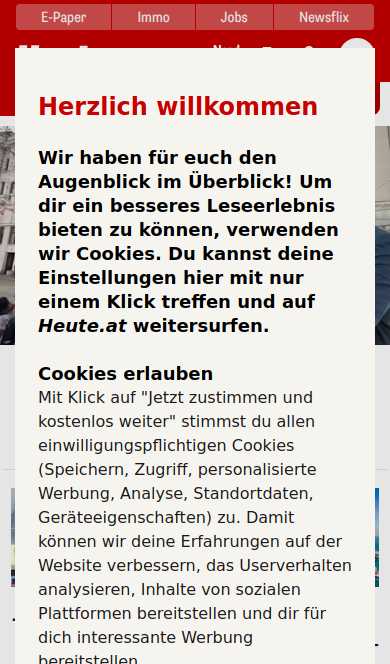 E-Paper
Immo
Jobs
Newsflix
Herzlich willkommen
Wir haben für euch den
Augenblick im Überblick! Um
dir ein besseres Leseerlebnis
bieten zu können, verwenden
wir Cookies. Du kannst deine
Einstellungen hier mit nur
einem Klick treffen und auf
Heute.at weitersurfen.
Cookies erlauben
Mit Klick auf "Jetzt zustimmen und
kostenlos weiter" stimmst du allen
einwilligungspflichtigen Cookies
(Speichern, Zugriff, personalisierte
Werbung, Analyse, Standortdaten,
Geräteeigenschaften) zu. Damit
können wir deine Erfahrungen auf der
Website verbessern, das Userverhalten
analysieren, Inhalte von sozialen
Plattformen bereitstellen und dir für
dich interessante Werbung
bereitstellen